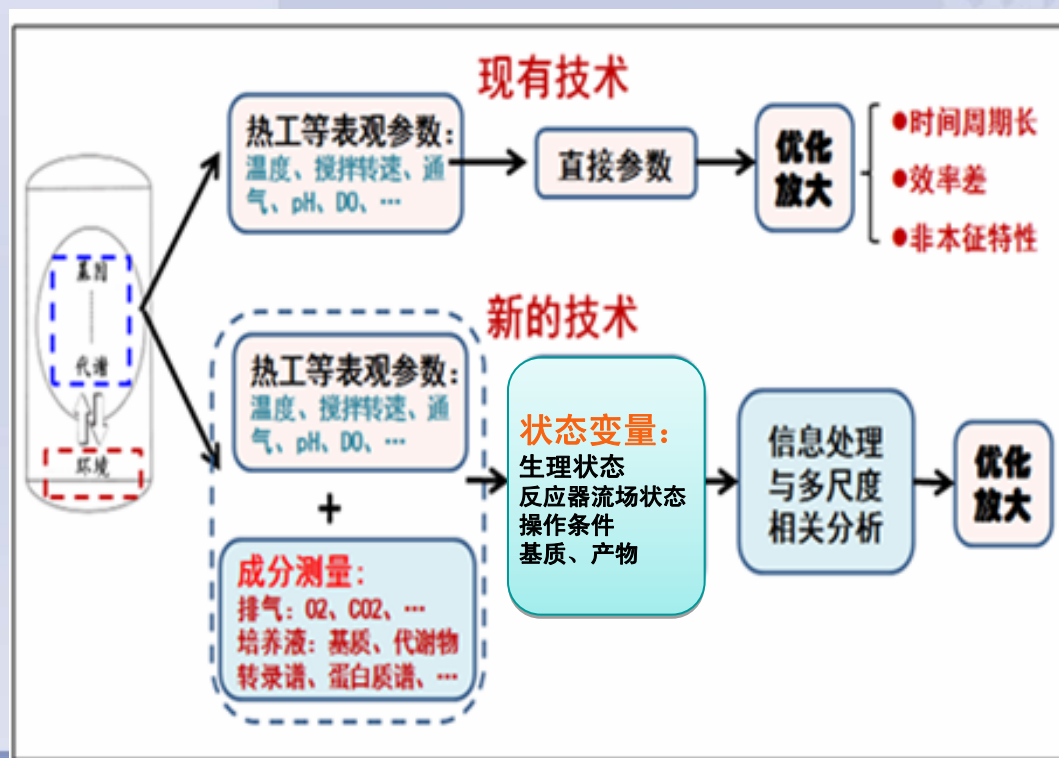 现有技术
热工等表观参数:
温度、搅拌转速、通
气、pH、DO、…
直接参数
优化
放大
●时间周期长
●效率差
●非本征特性
基因
代谢
环境
新的技术
热工等表观参数:
温度、搅拌转速、通
气、pH、DO、…
+
成分测量:
排气: O2、CO2、…
培养液: 基质、代谢物
转录谱、蛋白质谱、…
状态变量:
生理状态
反应器流场状态
操作条件
基质、产物
信息处理
与多尺度
相关分析
优化
放大